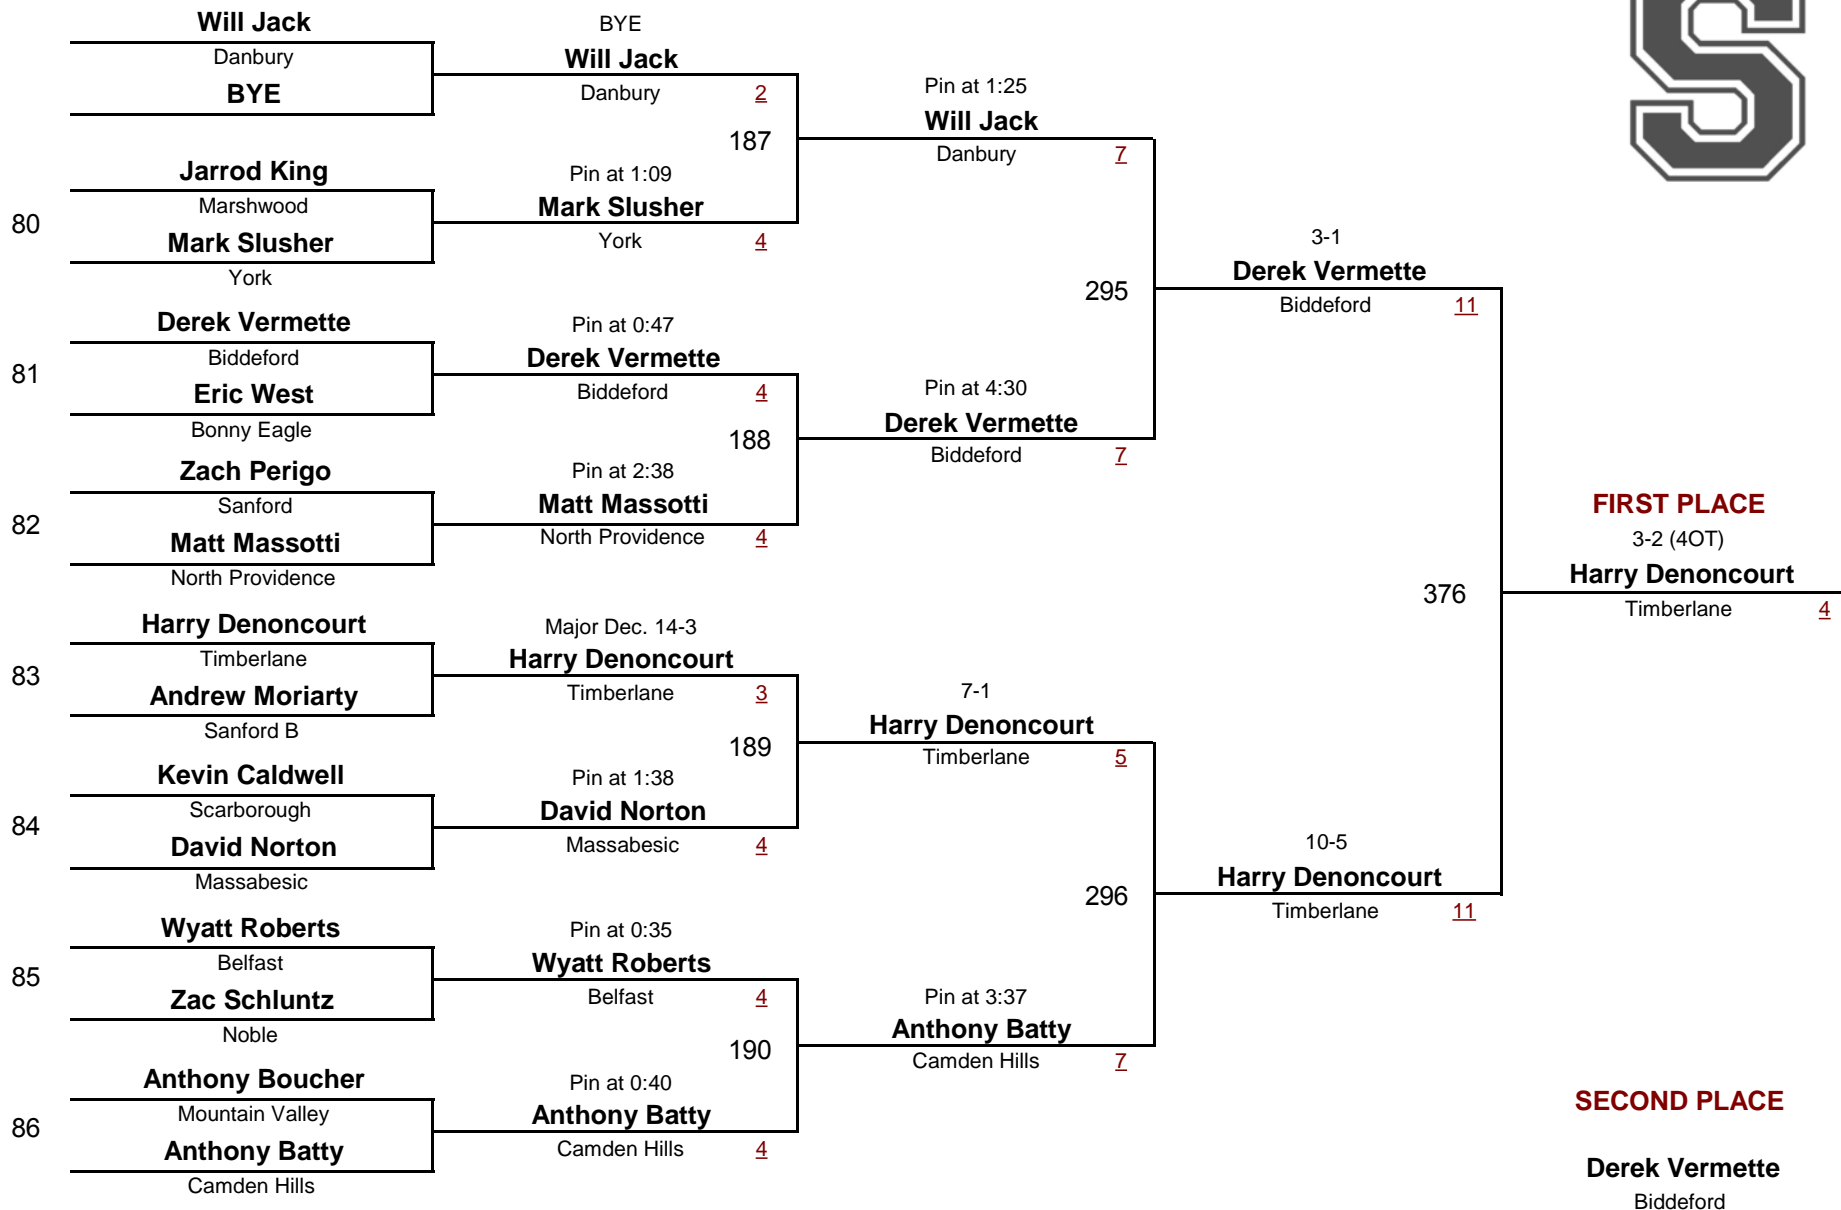 Will Jack
Danbury
BYE
80
Jarrod King
Marshwood
Mark Slusher
York
81
Derek Vermette
Biddeford
Eric West
Bonny Eagle
82
Zach Perigo
Sanford
Matt Massotti
North Providence
83
Harry Denoncourt
Timberlane
Andrew Moriarty
Sanford B
84
Kevin Caldwell
Scarborough
David Norton
Massabesic
85
Wyatt Roberts
Belfast
Zac Schluntz
Noble
86
Anthony Boucher
Mountain Valley
Anthony Batty
Camden Hills
BYE
Will Jack
Danbury 2
187
Pin at 1:09
Mark Slusher
York 4
Pin at 0:47
Derek Vermette
Biddeford 4
188
Pin at 2:38
Matt Massotti
North Providence 4
Major Dec. 14-3
Harry Denoncourt
Timberlane 3
189
Pin at 1:38
David Norton
Massabesic 4
Pin at 0:35
Wyatt Roberts
Belfast 4
190
Pin at 0:40
Anthony Batty
Camden Hills 4
Pin at 1:25
Will Jack
Danbury 7
295
Pin at 4:30
Derek Vermette
Biddeford 7
7-1
Harry Denoncourt
Timberlane 5
296
Pin at 3:37
Anthony Batty
Camden Hills 7
3-1
Derek Vermette
Biddeford 11
376
10-5
Harry Denoncourt
Timberlane 11
S
FIRST PLACE
3-2 (4OT)
Harry Denoncourt
Timberlane 4
SECOND PLACE
Derek Vermette
Biddeford